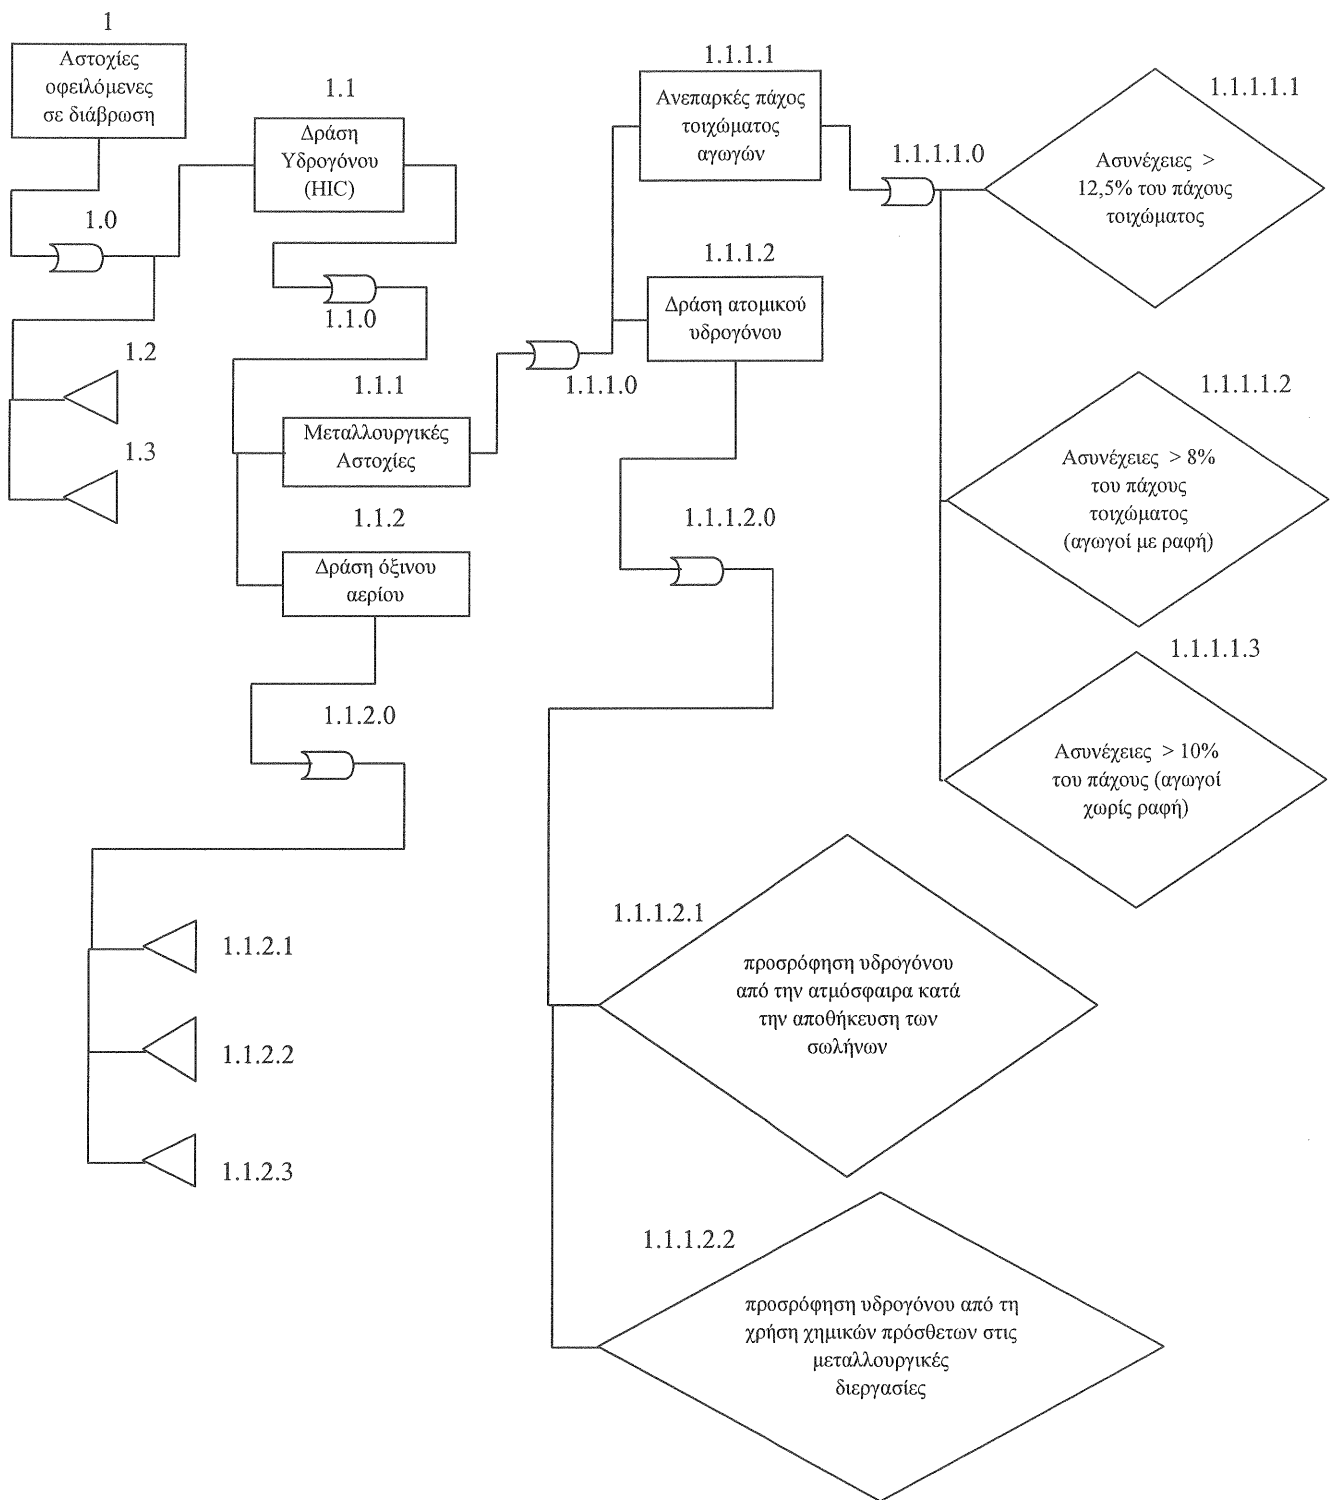 1
Αστοχίες
οφειλόμενες
σε διάβρωση
1.0
1.2
1.3
1.1
Δράση
Υδρογόνου
(HIC)
1.1.0
1.1.1
Μεταλλουργικές
Αστοχίες
1.1.2
Δράση όξινου
αερίου
1.1.2.0
1.1.2.1
1.1.2.2
1.1.2.3
1.1.1.0
1.1.1.1
Ανεπαρκές πάχος
τοιχώματος
αγωγών
1.1.1.2
Δράση ατομικού
υδρογόνου
1.1.1.2.0
1.1.1.1.0
1.1.1.1.1
Ασυνέχειες >
12,5% του πάχους
τοιχώματος
1.1.1.1.2
Ασυνέχειες > 8%
του πάχους
τοιχώματος
(αγωγοί με ραφή)
1.1.1.1.3
Ασυνέχειες > 10%
του πάχους (αγωγοί
χωρίς ραφή)
1.1.1.2.1
προσρόφηση υδρογόνου
από την ατμόσφαιρα κατά
την αποθήκευση των
σωλήνων
1.1.1.2.2
προσρόφηση υδρογόνου από τη
χρήση χημικών πρόσθετων στις
μεταλλουργικές
διεργασίες